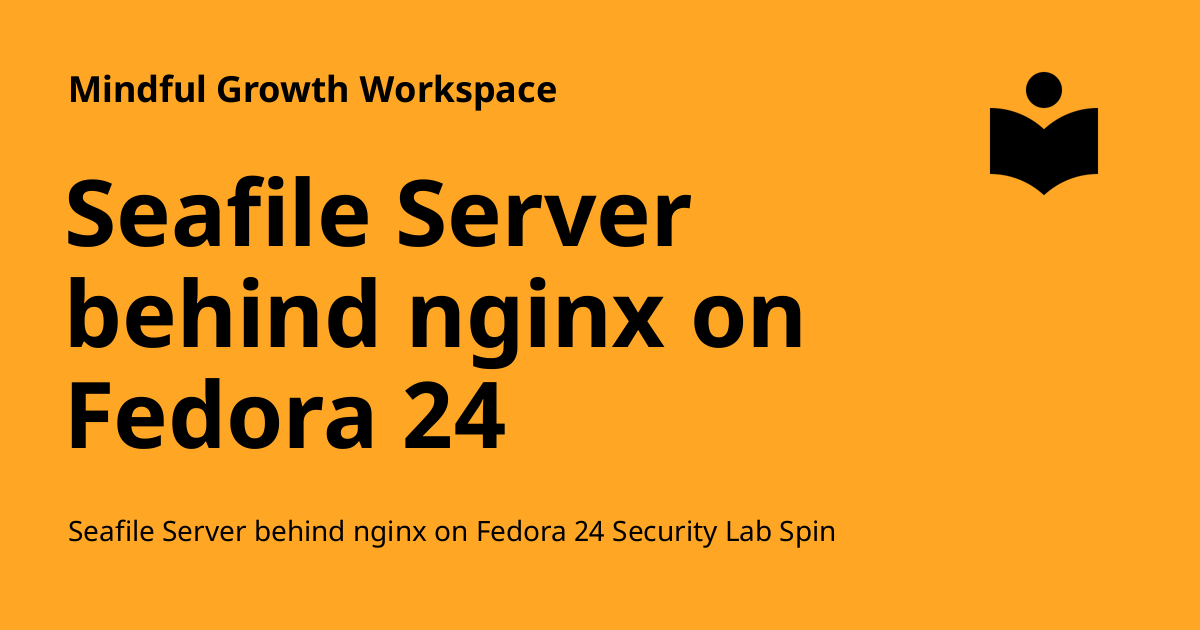 Mindful Growth Workspace
Seafile Server
behind nginx on
Fedora 24
Seafile Server behind nginx on Fedora 24 Security Lab Spin